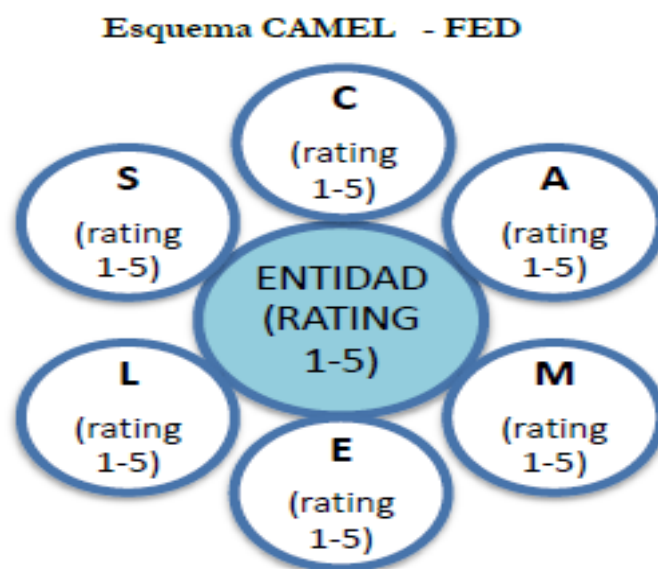 Esquema CAMEL - FED
C
(rating
1-5)
S
(rating
1-5)
A
(rating
1-5)
ENTIDAD
(RATING
1-5)
L
(rating
1-5)
M
(rating
1-5)
E
(rating
1-5)